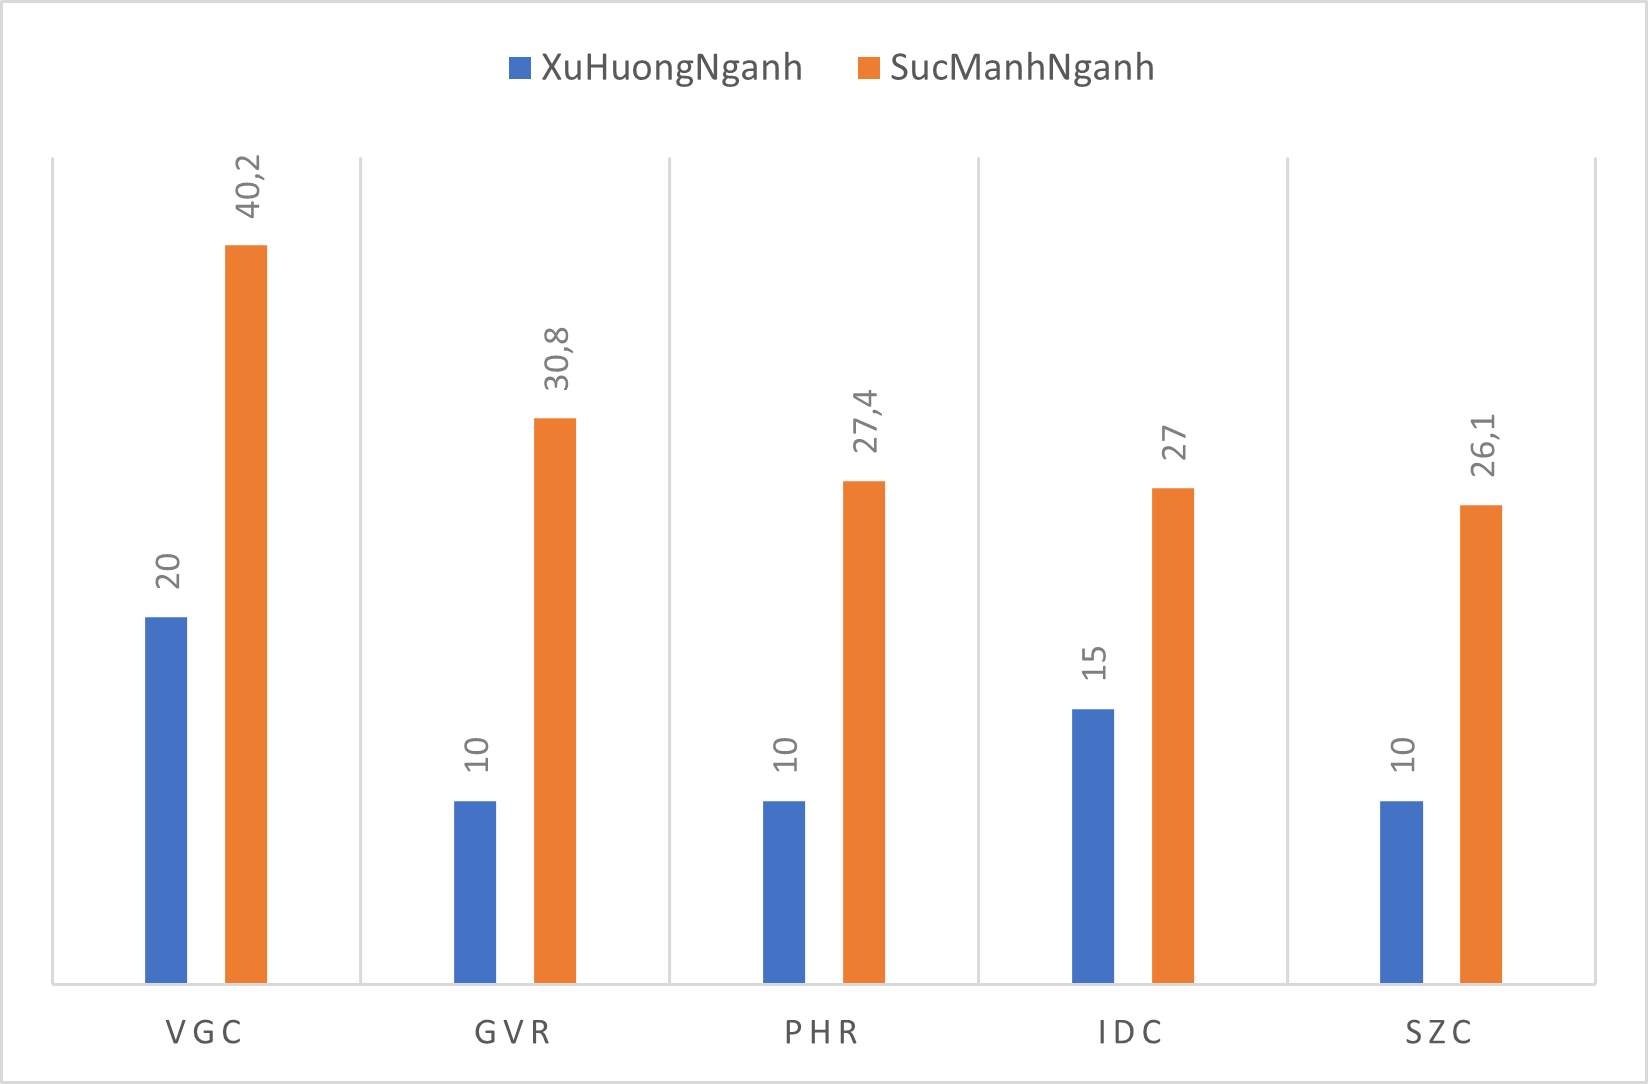 XuHuongNganh SucManhNganh
20 40,2
10 30,8
10 27,4
15 27
10 26,1
VGC GVR PHR IDC SZC